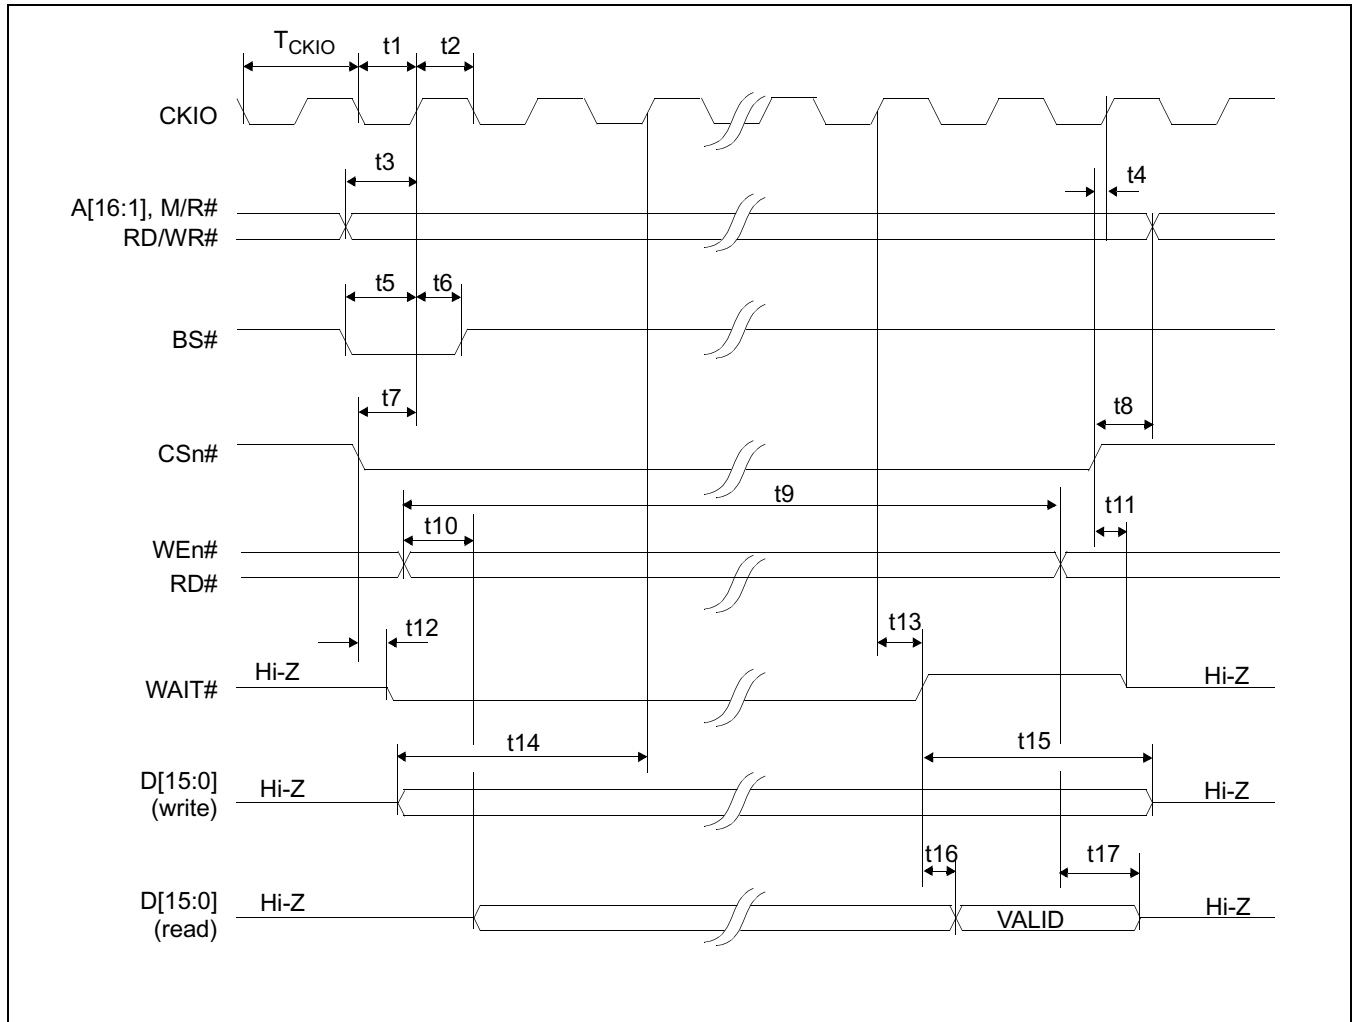 TCKIO t1 t2
CKIO
t3
t4
A[16:1], M/R#
RD/WR#
t5 t6
BS#
t7
t8
CSn#
t9
t11
t10
WEn#
RD#
t12
t13
Hi-Z
WAIT#
Hi-Z
t14
t15
D[15:0]
(write)
Hi-Z
Hi-Z
t16
t17
D[15:0]
(read)
Hi-Z
VALID
Hi-Z